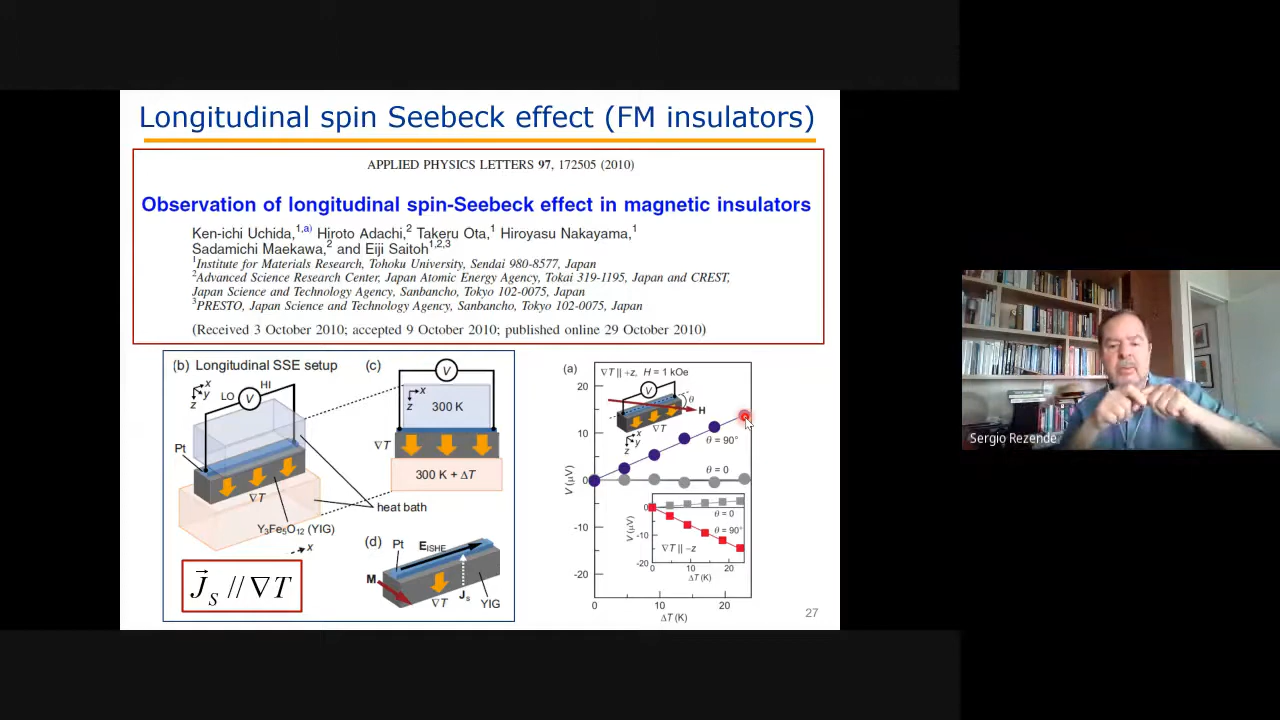 Longitudinal spin Seebeck effect (FM insulators)
APPLIED PHYSICS LETTERS 97, 172505 (2010)
Observation of longitudinal spin-Seebeck effect in magnetic insulators
Ken-ichi Uchida,1,a) Hiroto Adachi,2 Takeru Ota,1 Hiroyasu Nakayama,1
Sadamichi Maekawa,2 and Eiji Saitoh1,2,3
1Institute for Materials Research, Tohoku University, Sendai 980-8577, Japan
2Advanced Science Research Center, Japan Atomic Energy Agency, Tokai 319-1195, Japan and CREST,
Japan Science and Technology Agency, Sanbancho, Tokyo 102-0075, Japan
3PRESTO, Japan Science and Technology Agency, Sanbancho, Tokyo 102-0075, Japan
(Received 3 October 2010; accepted 9 October 2010; published online 29 October 2010)
(b) Longitudinal SSE setup
x
y
z
LO
V
HI
Pt
∇T
Y3Fe5O12 (YIG)
heat bath
x
(c)
V
x
z
300 K
∇T
300 K + ΔT
(d)
Pt
EISHE
M
∇T
Js
YIG
J⃗S // ∇T
(a)
∇T || +z, H = 1 kOe
V
θ
H
∇T
x
y
z
θ = 90°
θ = 0
V (μV)
20
10
0
-10
-20
0
10
20
ΔT (K)
V (μV)
0
-10
-20
θ = 0
θ = 90°
∇T || -z
0
10
20
ΔT (K)
27
Sergio Rezende